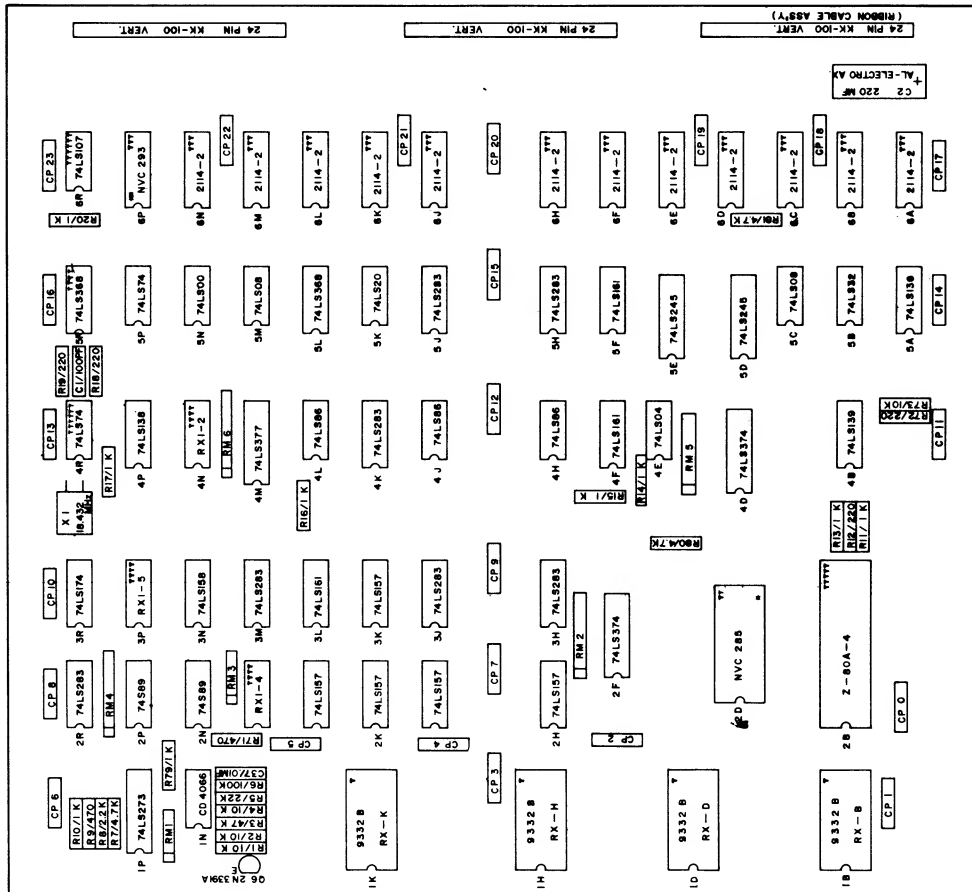 (RIBBON CABLE ASS'Y)
24 PIN KK-100 VERT.
24 PIN KK-100 VERT.
24 PIN KK-100 VERT.
C2 220 MF
AL-ELECTRO AX
+
CP 23
74LS107
6R
R20/1 K
NVC 293
6P
2114-2
6N
CP 22
2114-2
6M
2114-2
6L
2114-2
6K
CP 21
2114-2
6J
CP 20
2114-2
6H
2114-2
6F
2114-2
6E
CP 19
2114-2
6D
R81/4.7K
2114-2
6C
CP 18
2114-2
6B
2114-2
6A
CP 17
CP 16
74LS368
5R
74LS74
5P
74LS00
5N
74LS08
5M
74LS368
5L
74LS20
5K
74LS283
5J
CP 15
74LS283
5H
74LS161
5F
74LS245
5E
74LS245
5D
74LS08
5C
74LS32
5B
74LS138
5A
CP 14
R19/220
C1/100PF
R18/220
CP 13
74LS74
4R
X1
18.432
MHz
R17/1 K
74LS138
4P
RX1-2
4N
RM 6
74LS377
4M
R16/1 K
74LS86
4L
74LS283
4K
74LS86
4J
CP 12
74LS86
4H
74LS161
4F
R15/1 K
R14/1 K
74LS04
4E
RM 5
74LS374
4D
74LS139
4B
R73/10K
R72/220
CP 11
R80/4.7K
R13/1 K
R12/220
R11/1 K
CP 10
74LS174
3R
RX1-5
3P
74LS158
3N
74LS283
3M
74LS161
3L
74LS157
3K
74LS283
3J
CP 9
74LS283
3H
RM 2
74LS374
2F
NVC 285
2D
Z-80A-4
2B
CP 0
CP 8
74LS283
2R
RM4
74S89
2P
74S89
2N
RM 3
RX1-4
R71/470
74LS157
CP 5
74LS157
2K
74LS157
CP 4
CP 7
74LS157
2H
CP 2
CP 6
R10/1 K
R9/470
R8/2.2K
R7/4.7K
74LS273
1P
R79/1 K
RM1
CD 4066
1N
C37/.01MF
R6/100K
R5/22K
R4/10 K
R3/47 K
R2/10 K
R1/10 K
E
Q6 2N3391A
9332 B
RX-K
1K
CP 3
9332 B
RX-H
1H
9332 B
RX-D
1D
9332 B
RX-B
1B
CP 1